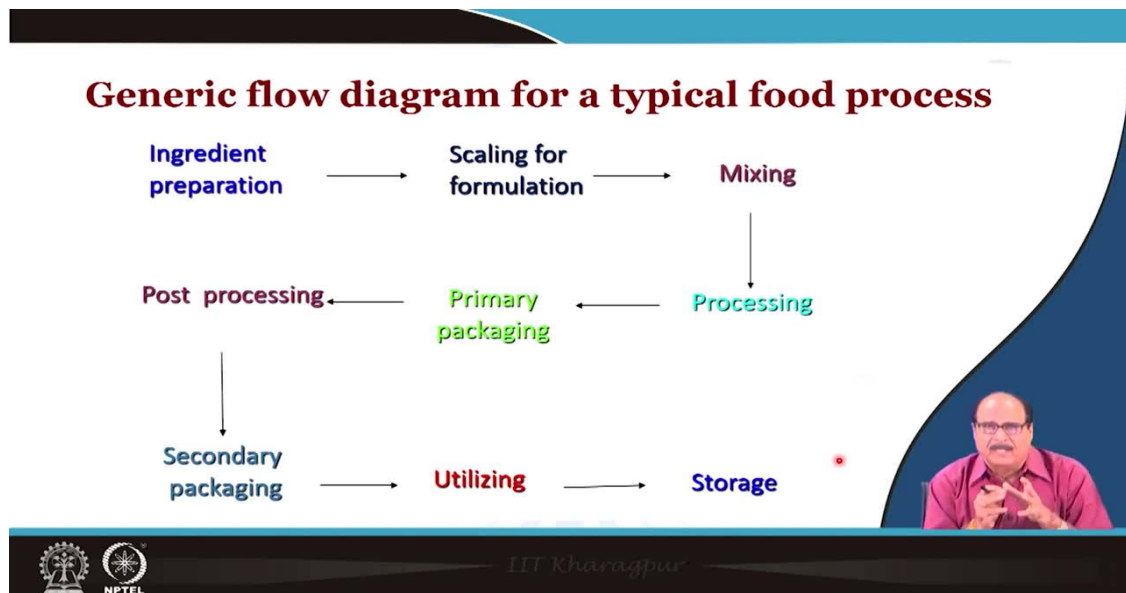 Generic flow diagram for a typical food process
Ingredient
preparation
Scaling for
formulation
Mixing
Processing
Primary
packaging
Post processing
Secondary
packaging
Utilizing
Storage
IIT Kharagpur
NPTEL